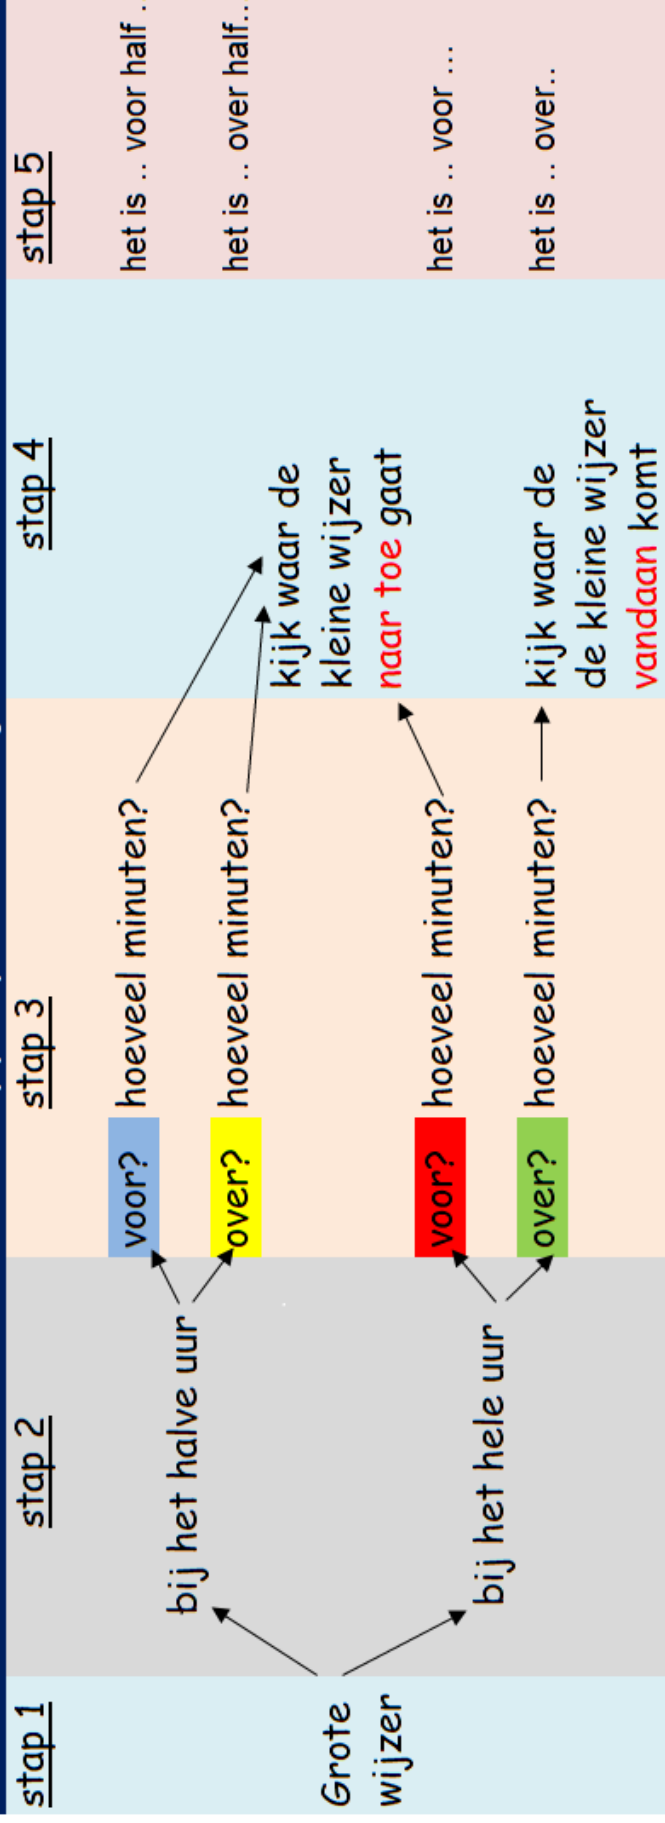 stap 1
stap 2
stap 3
stap 4
stap 5
Grote
wijzer
bij het halve uur
bij het hele uur
voor? hoeveel minuten?
over? hoeveel minuten?
voor? hoeveel minuten?
over? hoeveel minuten?
kijk waar de
kleine wijzer
naar toe gaat
kijk waar de
de kleine wijzer
vandaan komt
het is .. voor half ..
het is .. over half..
het is .. voor ...
het is .. over..